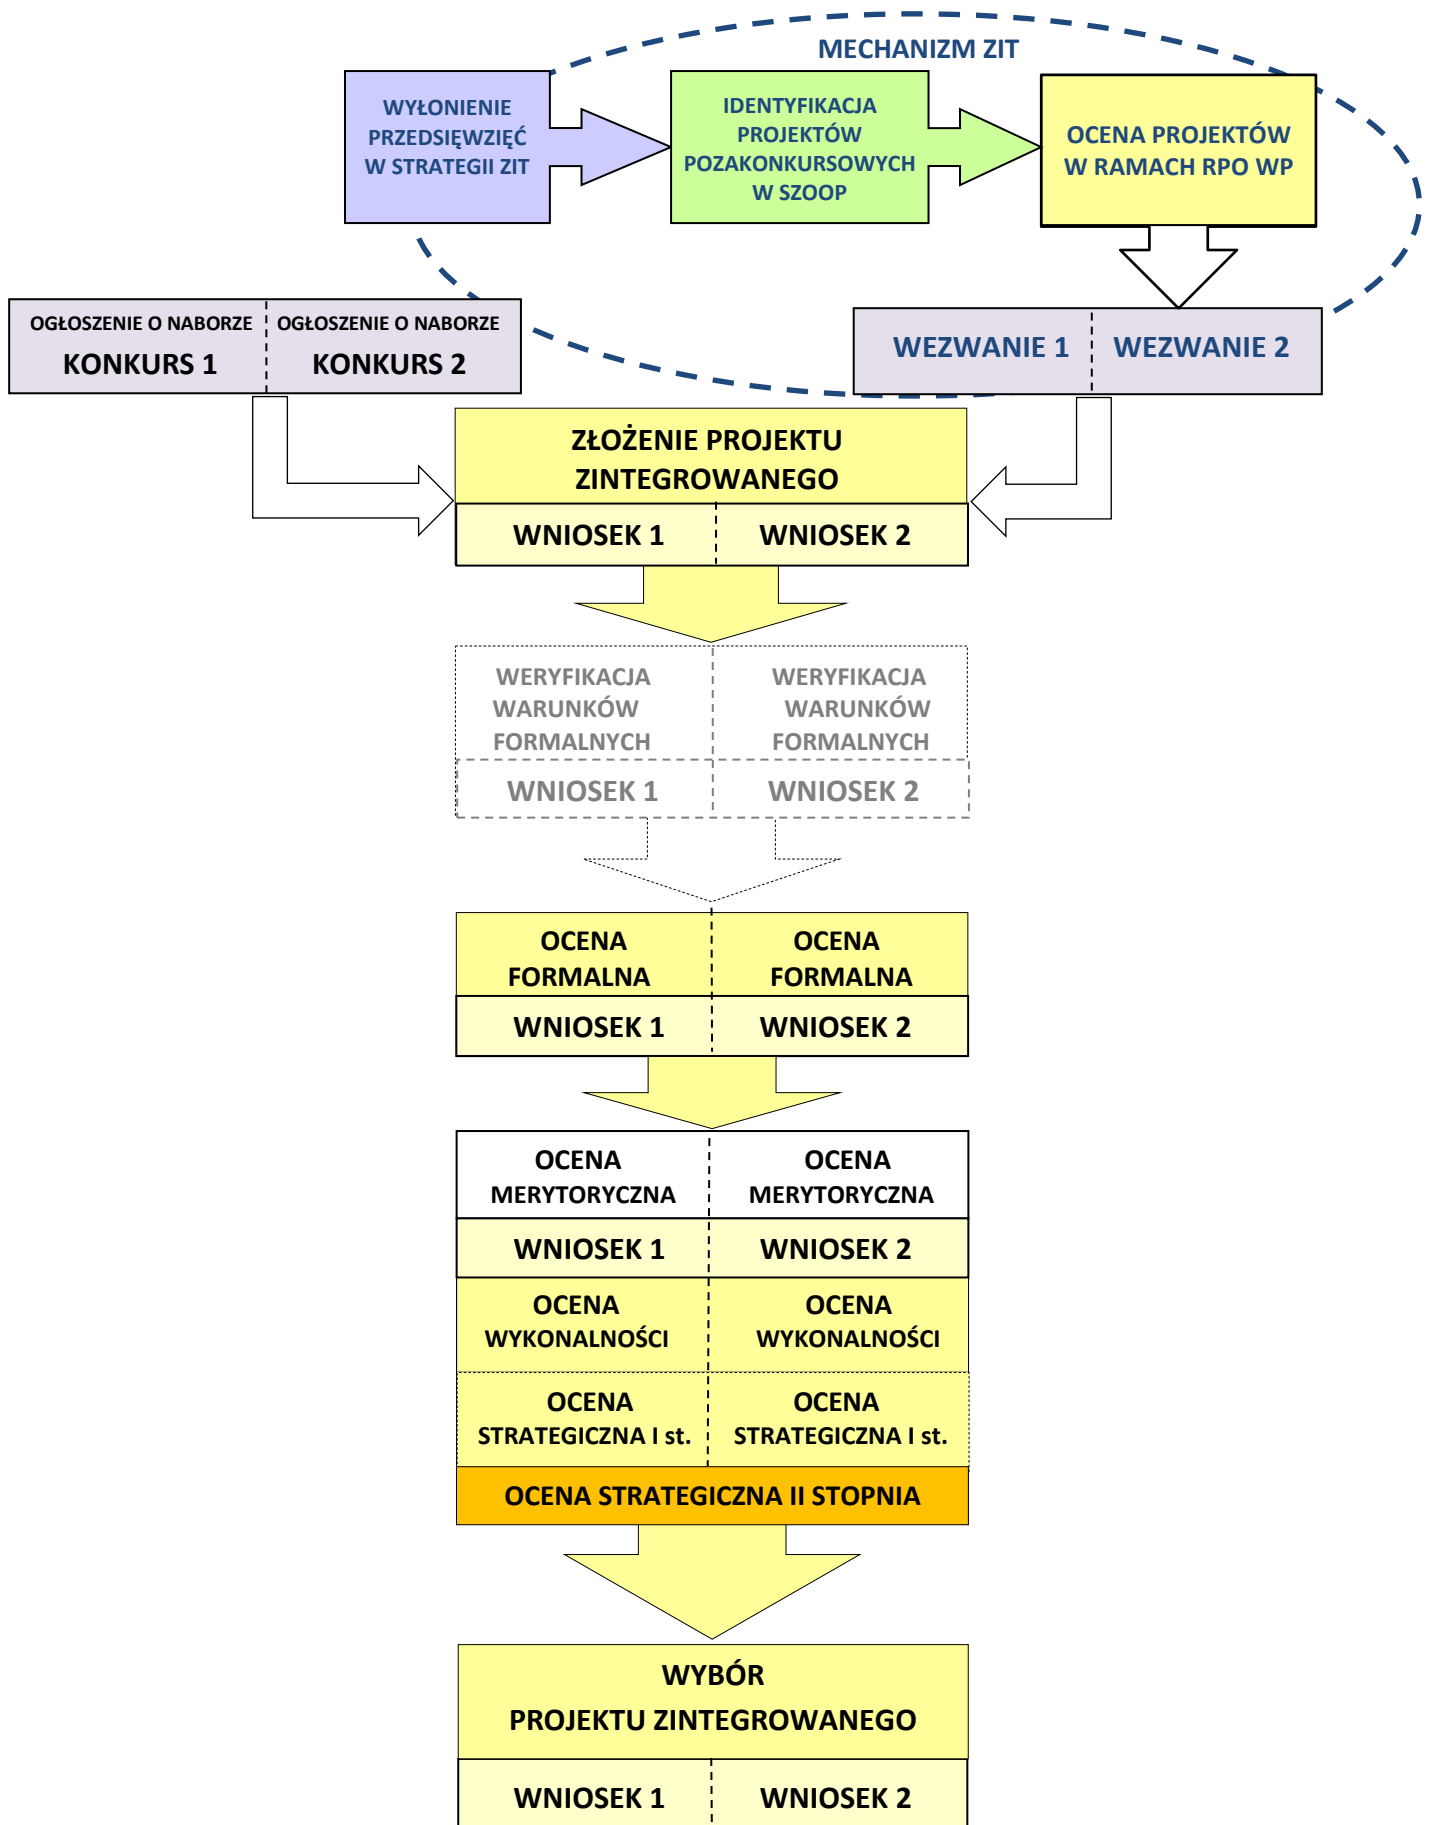 MECHANIZM ZIT
WYŁONIENIE
PRZEDSIĘWZIĘĆ
W STRATEGII ZIT
IDENTYFIKACJA
PROJEKTÓW
POZAKONKURSOWYCH
W SZOOP
OCENA PROJEKTÓW
W RAMACH RPO WP
OGŁOSZENIE O NABORZE
KONKURS 1
OGŁOSZENIE O NABORZE
KONKURS 2
WEZWANIE 1
WEZWANIE 2
ZŁOŻENIE PROJEKTU
ZINTEGROWANEGO
WNIOSEK 1
WNIOSEK 2
WERYFIKACJA
WARUNKÓW
FORMALNYCH
WERYFIKACJA
WARUNKÓW
FORMALNYCH
WNIOSEK 1
WNIOSEK 2
OCENA
FORMALNA
OCENA
FORMALNA
WNIOSEK 1
WNIOSEK 2
OCENA
MERYTORYCZNA
OCENA
MERYTORYCZNA
WNIOSEK 1
WNIOSEK 2
OCENA
WYKONALNOŚCI
OCENA
WYKONALNOŚCI
OCENA
STRATEGICZNA I st.
OCENA
STRATEGICZNA I st.
OCENA STRATEGICZNA II STOPNIA
WYBÓR
PROJEKTU ZINTEGROWANEGO
WNIOSEK 1
WNIOSEK 2